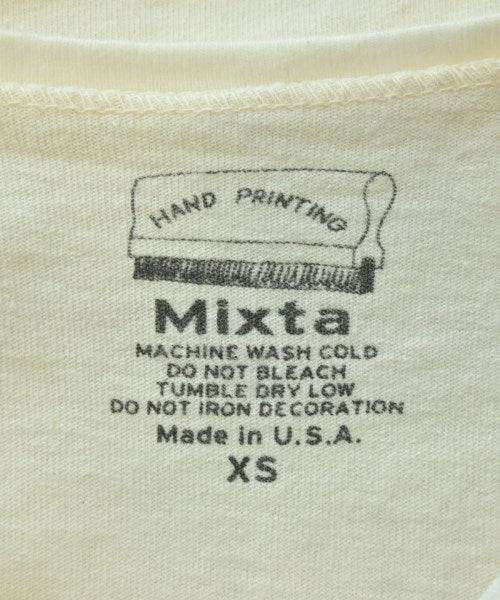 HAND PRINTING
Mixta
MACHINE WASH COLD
DO NOT BLEACH
TUMBLE DRY LOW
DO NOT IRON DECORATION
Made in U.S.A.
XS